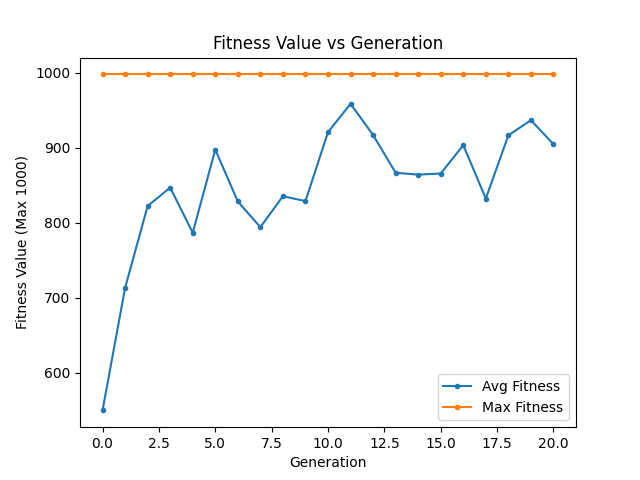 Fitness Value vs Generation
Fitness Value (Max 1000)
1000
900
800
700
600
0.0 2.5 5.0 7.5 10.0 12.5 15.0 17.5 20.0
Generation
Avg Fitness
Max Fitness